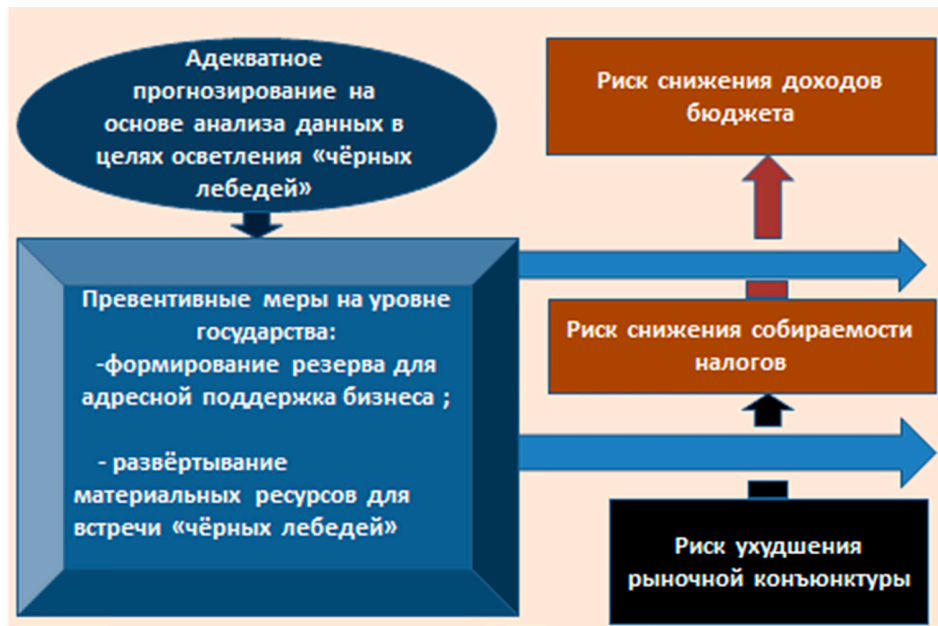 Адекватное
прогнозирование на
основе анализа данных в
целях осветления «чёрных
лебедей»
Превентивные меры на уровне
государства:
-формирование резерва для
адресной поддержка бизнеса ;
- развёртывание
материальных ресурсов для
встречи «чёрных лебедей»
Риск снижения доходов
бюджета
Риск снижения собираемости
налогов
Риск ухудшения
рыночной конъюнктуры